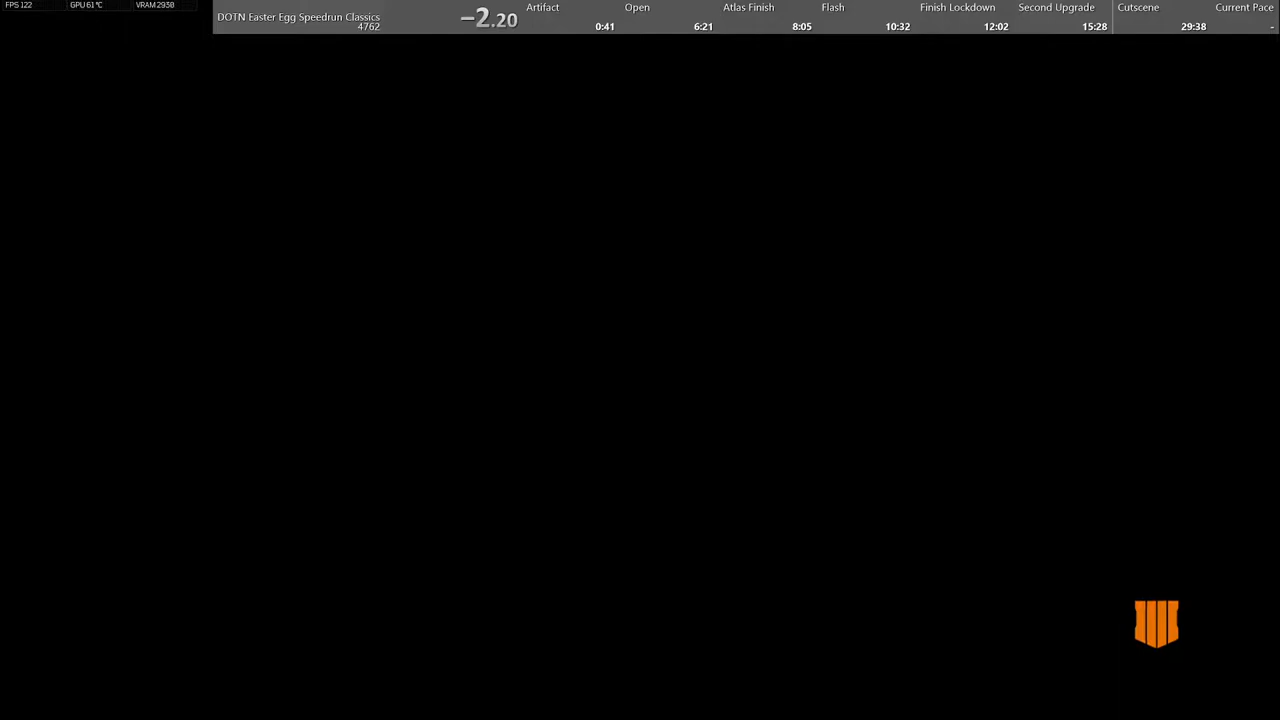 FPS 122 GPU 61 °C VRAM 2930
DOTN Easter Egg Speedrun Classics
4762
-2.20
Artifact Open Atlas Finish Flash Finish Lockdown Second Upgrade Cutscene Current Pace
0:41 6:21 8:05 10:32 12:02 15:28 29:38 -